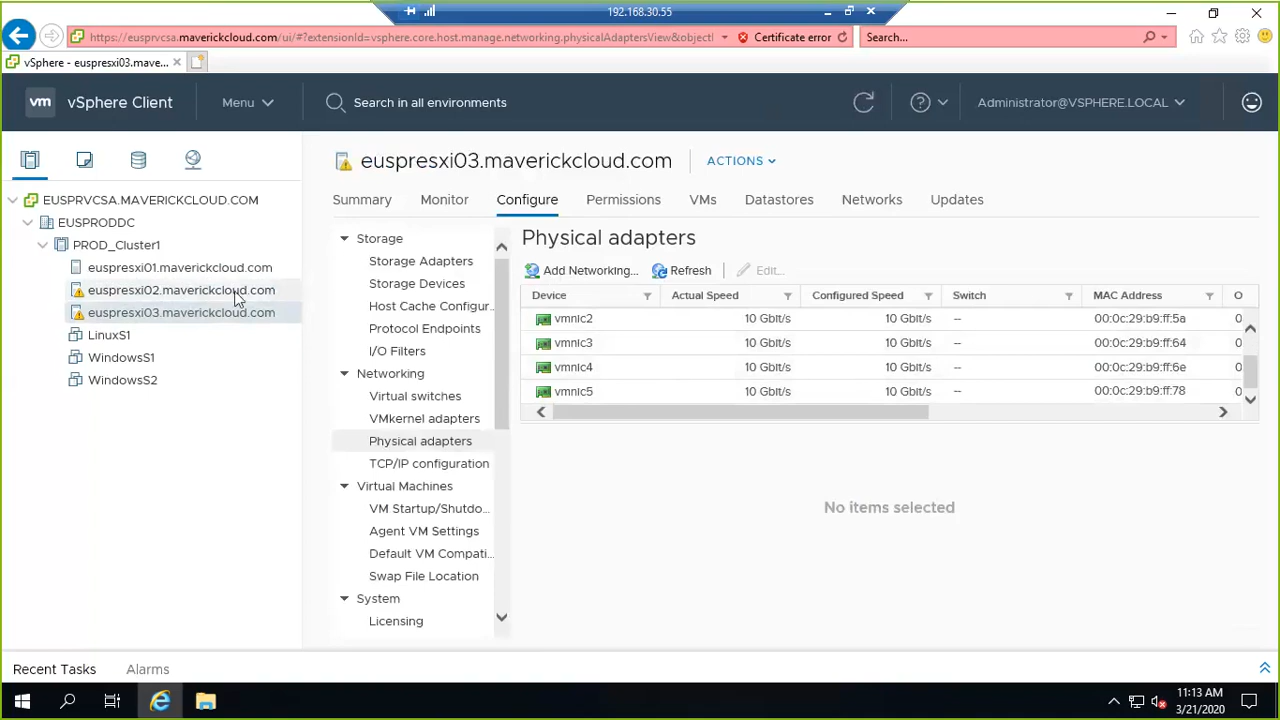 192.168.30.55
https://eusprvcsa.maverickcloud.com/ui/#?extensionId=vsphere.core.host.manage.networking.physicalAdaptersView&objectI
Certificate error
Search...
vSphere - euspresxi03.mave...
vm vSphere Client
Menu
Search in all environments
Administrator@VSPHERE.LOCAL
euspresxi03.maverickcloud.com
ACTIONS
Summary Monitor Configure Permissions VMs Datastores Networks Updates
EUSPRVCSA.MAVERICKCLOUD.COM
EUSPRODDC
PROD_Cluster1
euspresxi01.maverickcloud.com
euspresxi02.maverickcloud.com
euspresxi03.maverickcloud.com
LinuxS1
WindowsS1
WindowsS2
Storage
Storage Adapters
Storage Devices
Host Cache Configur...
Protocol Endpoints
I/O Filters
Networking
Virtual switches
VMkernel adapters
Physical adapters
TCP/IP configuration
Virtual Machines
VM Startup/Shutdo...
Agent VM Settings
Default VM Compati...
Swap File Location
System
Licensing
Physical adapters
Add Networking... Refresh Edit...
Device Actual Speed Configured Speed Switch MAC Address O
vmnic2 10 Gbit/s 10 Gbit/s -- 00:0c:29:b9:ff:5a 0
vmnic3 10 Gbit/s 10 Gbit/s -- 00:0c:29:b9:ff:64 0
vmnic4 10 Gbit/s 10 Gbit/s -- 00:0c:29:b9:ff:6e 0
vmnic5 10 Gbit/s 10 Gbit/s -- 00:0c:29:b9:ff:78 0
No items selected
Recent Tasks Alarms
11:13 AM
3/21/2020